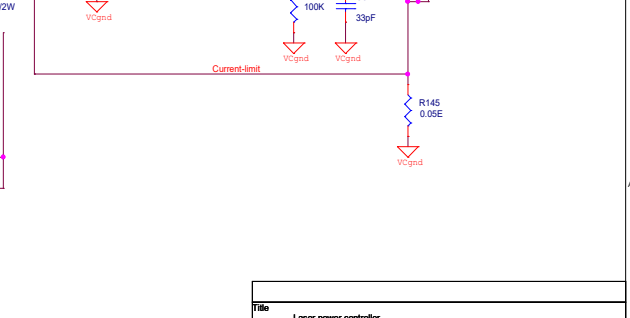 /2W
VCgnd
100K
33pF
VCgnd
VCgnd
Current-limit
R145
0.05E
VCgnd
Title
Laser power controller